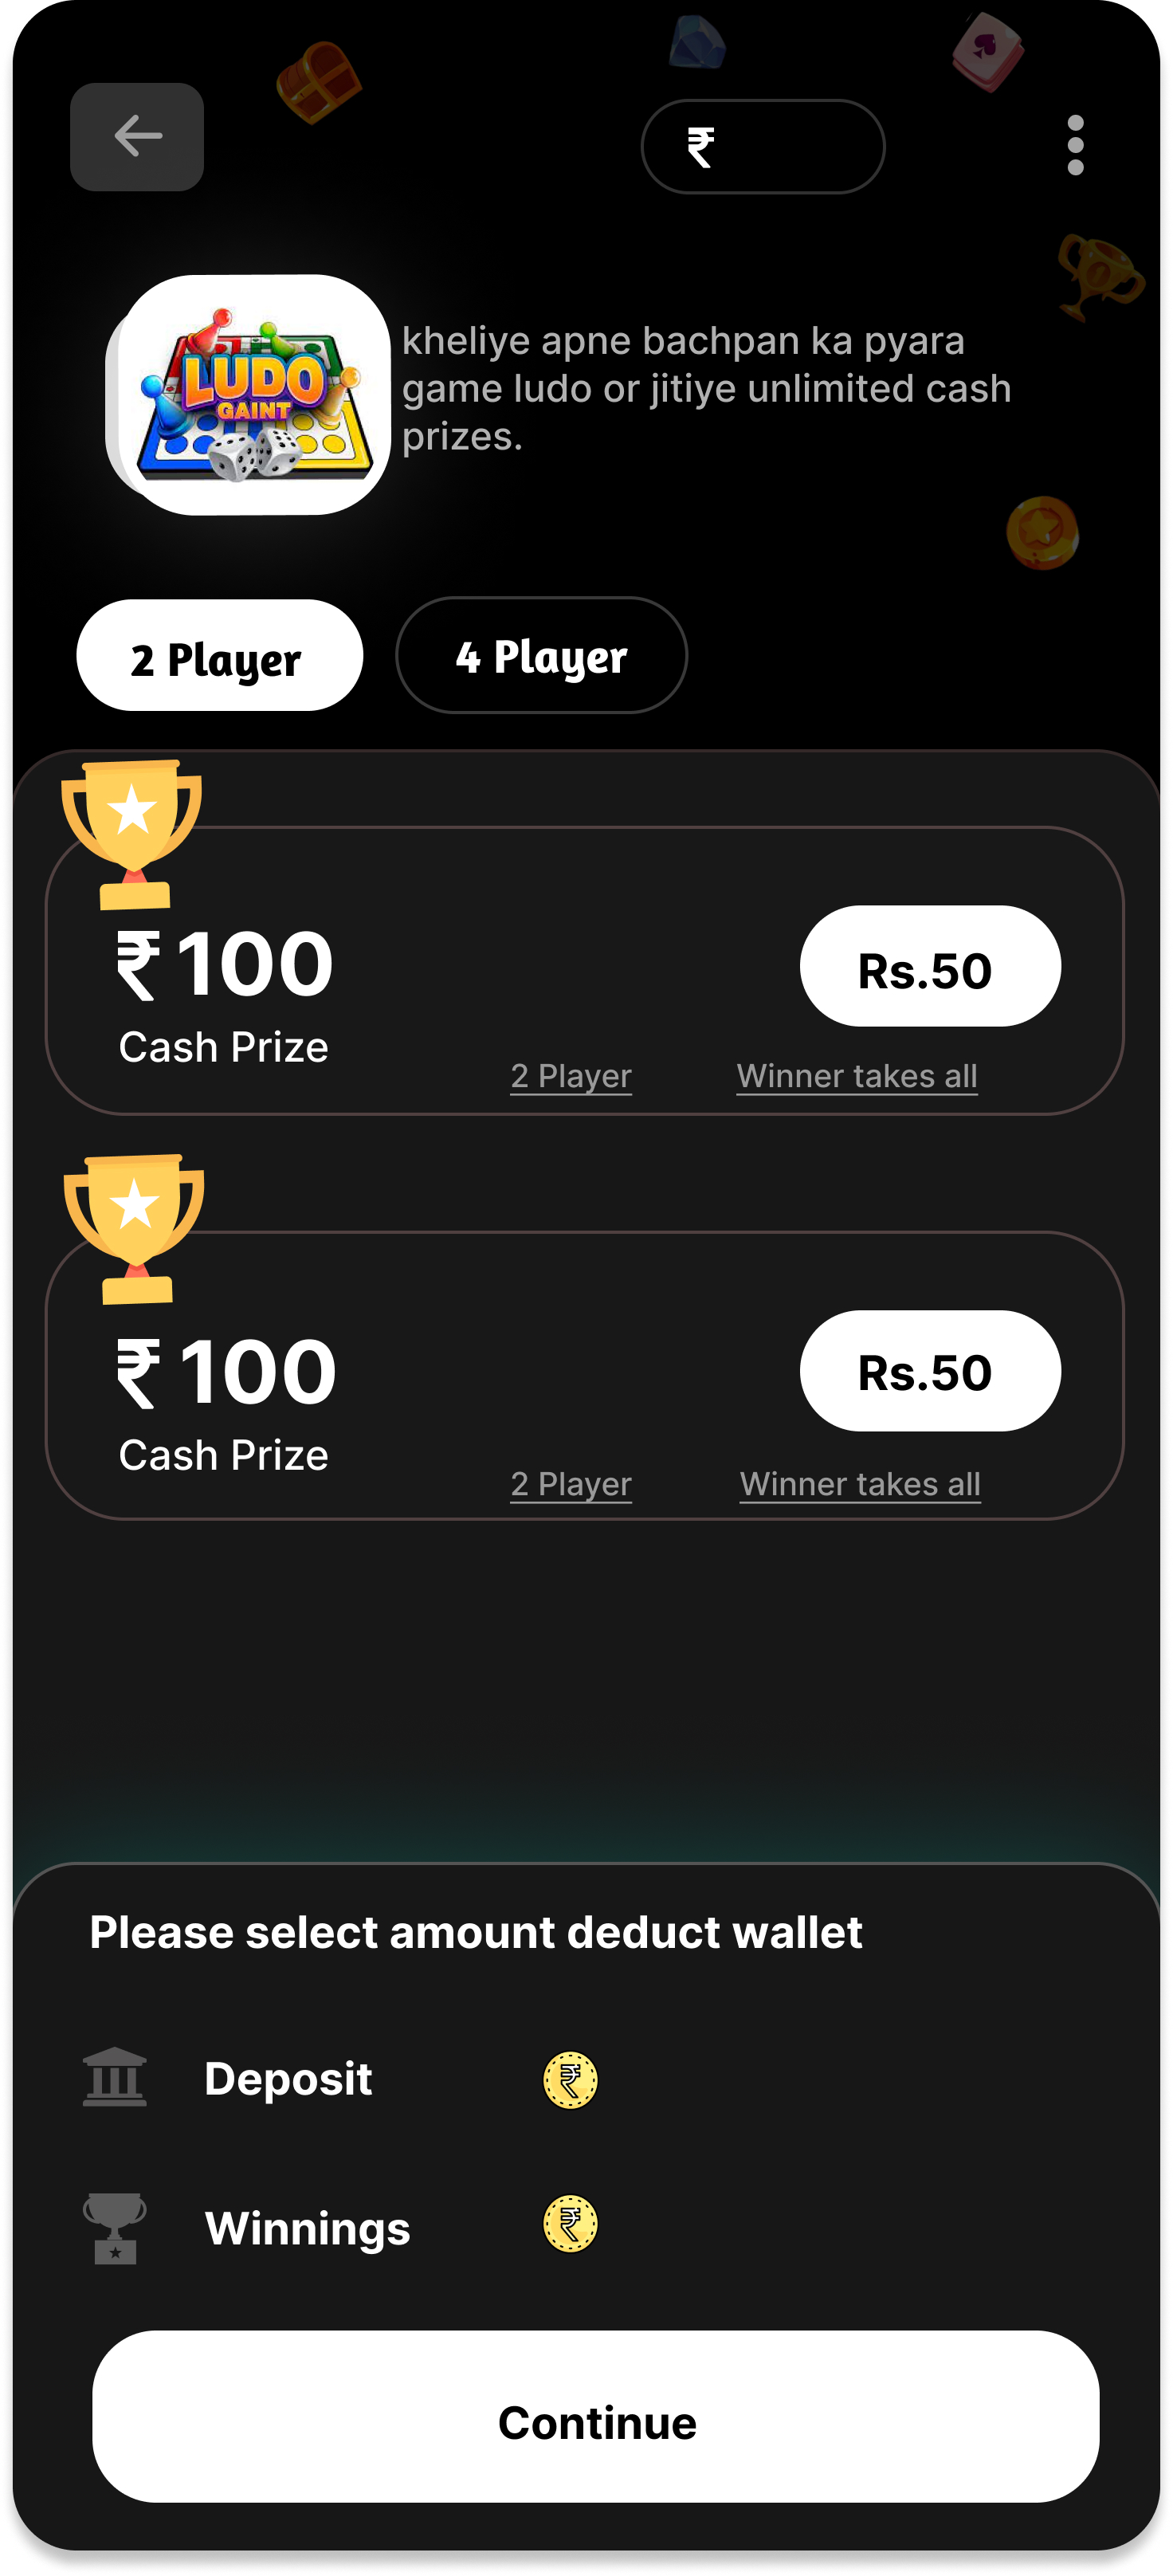 ₹
LUDO
GAINT
kheliye apne bachpan ka pyara
game ludo or jitiye unlimited cash
prizes.
2 Player
4 Player
₹ 100
Rs.50
Cash Prize
2 Player
Winner takes all
₹ 100
Rs.50
Cash Prize
2 Player
Winner takes all
Please select amount deduct wallet
Deposit ₹
Winnings ₹
Continue